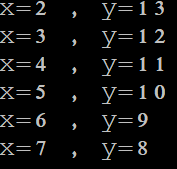 x=2 , y=13
x=3 , y=12
x=4 , y=11
x=5 , y=10
x=6 , y=9
x=7 , y=8